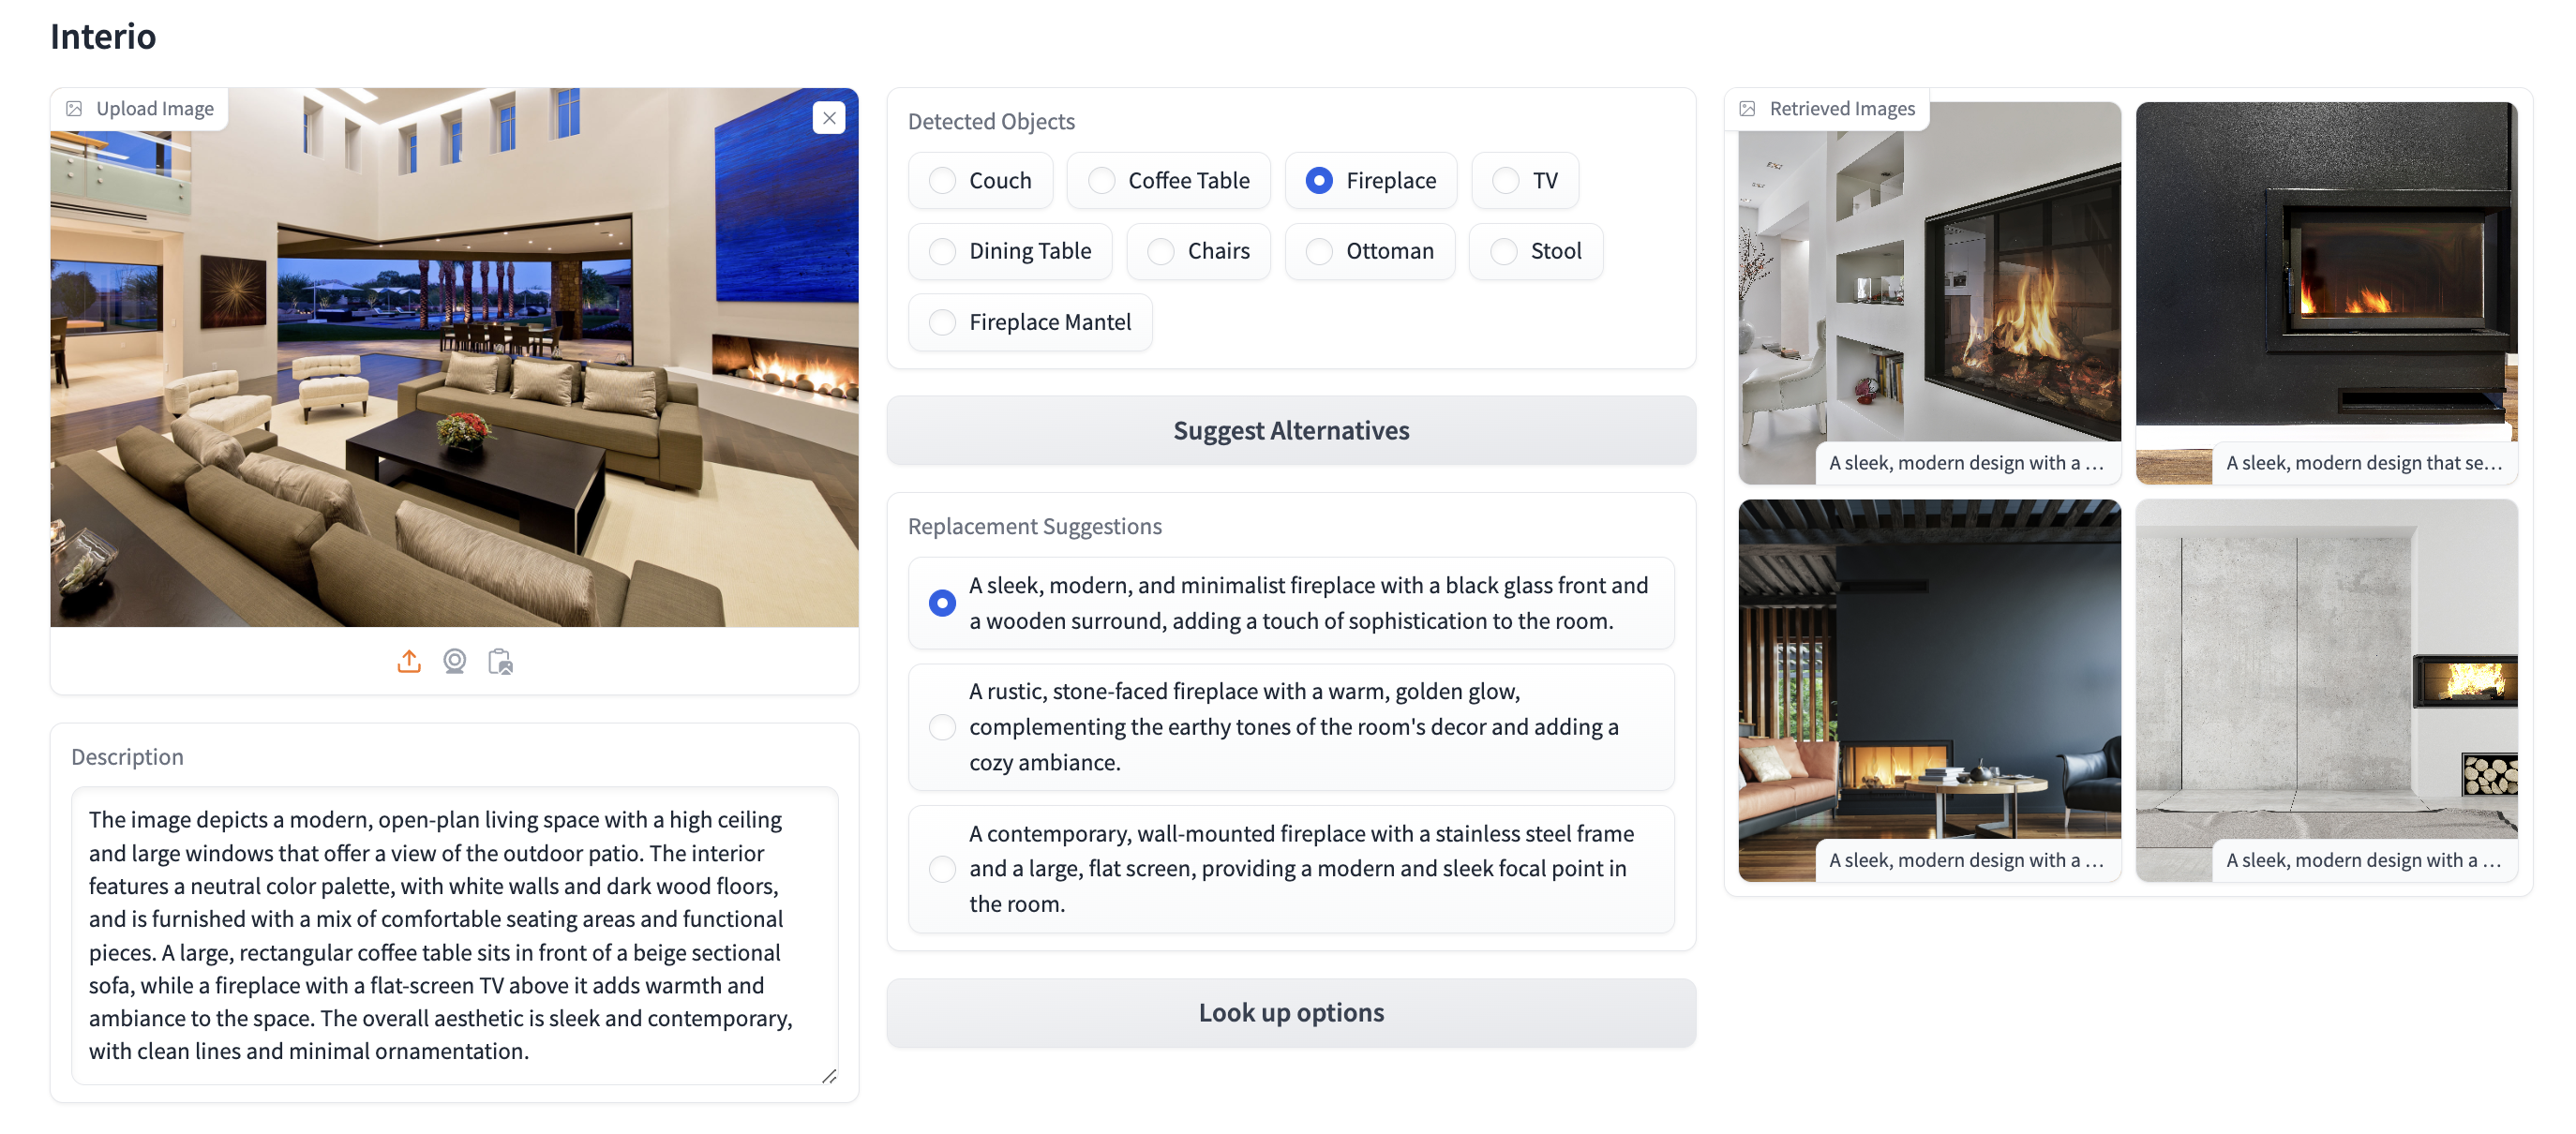 Interio
Upload Image
Description
The image depicts a modern, open-plan living space with a high ceiling
and large windows that offer a view of the outdoor patio. The interior
features a neutral color palette, with white walls and dark wood floors,
and is furnished with a mix of comfortable seating areas and functional
pieces. A large, rectangular coffee table sits in front of a beige sectional
sofa, while a fireplace with a flat-screen TV above it adds warmth and
ambiance to the space. The overall aesthetic is sleek and contemporary,
with clean lines and minimal ornamentation.
Detected Objects
Couch
Coffee Table
Fireplace
TV
Dining Table
Chairs
Ottoman
Stool
Fireplace Mantel
Suggest Alternatives
Replacement Suggestions
A sleek, modern, and minimalist fireplace with a black glass front and
a wooden surround, adding a touch of sophistication to the room.
A rustic, stone-faced fireplace with a warm, golden glow,
complementing the earthy tones of the room's decor and adding a
cozy ambiance.
A contemporary, wall-mounted fireplace with a stainless steel frame
and a large, flat screen, providing a modern and sleek focal point in
the room.
Look up options
Retrieved Images
A sleek, modern design with a …
A sleek, modern design that se…
A sleek, modern design with a …
A sleek, modern design with a …